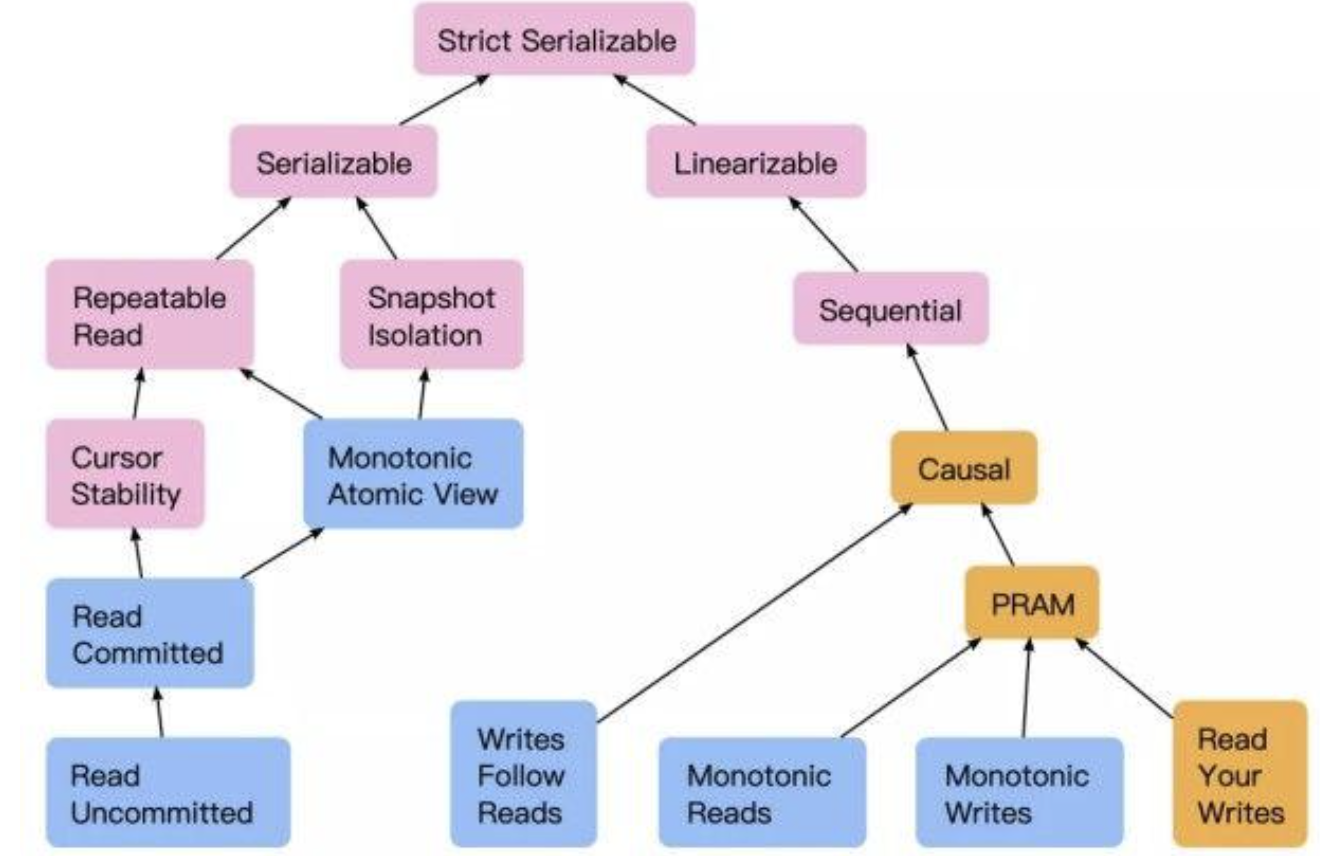 Strict Serializable
Serializable
Linearizable
Repeatable
Read
Snapshot
Isolation
Sequential
Cursor
Stability
Monotonic
Atomic View
Causal
Read
Committed
PRAM
Read
Uncommitted
Writes
Follow
Reads
Monotonic
Reads
Monotonic
Writes
Read
Your
Writes